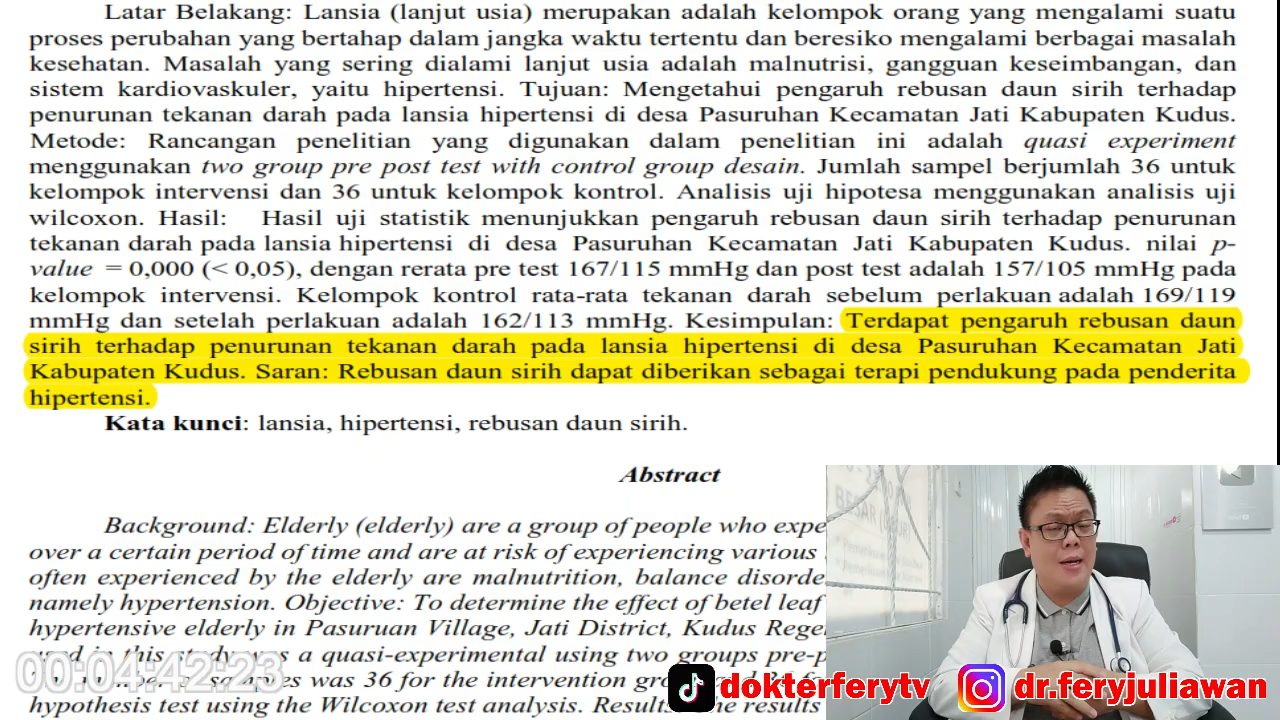 Latar Belakang: Lansia (lanjut usia) merupakan adalah kelompok orang yang mengalami suatu
proses perubahan yang bertahap dalam jangka waktu tertentu dan beresiko mengalami berbagai masalah
kesehatan. Masalah yang sering dialami lanjut usia adalah malnutrisi, gangguan keseimbangan, dan
sistem kardiovaskuler, yaitu hipertensi. Tujuan: Mengetahui pengaruh rebusan daun sirih terhadap
penurunan tekanan darah pada lansia hipertensi di desa Pasuruhan Kecamatan Jati Kabupaten Kudus.
Metode: Rancangan penelitian yang digunakan dalam penelitian ini adalah quasi experiment
menggunakan two group pre post test with control group desain. Jumlah sampel berjumlah 36 untuk
kelompok intervensi dan 36 untuk kelompok kontrol. Analisis uji hipotesa menggunakan analisis uji
wilcoxon. Hasil: Hasil uji statistik menunjukkan pengaruh rebusan daun sirih terhadap penurunan
tekanan darah pada lansia hipertensi di desa Pasuruhan Kecamatan Jati Kabupaten Kudus. nilai p-
value = 0,000 (< 0,05), dengan rerata pre test 167/115 mmHg dan post test adalah 157/105 mmHg pada
kelompok intervensi. Kelompok kontrol rata-rata tekanan darah sebelum perlakuan adalah 169/119
mmHg dan setelah perlakuan adalah 162/113 mmHg. Kesimpulan: Terdapat pengaruh rebusan daun
sirih terhadap penurunan tekanan darah pada lansia hipertensi di desa Pasuruhan Kecamatan Jati
Kabupaten Kudus. Saran: Rebusan daun sirih dapat diberikan sebagai terapi pendukung pada penderita
hipertensi.
Kata kunci: lansia, hipertensi, rebusan daun sirih.
Abstract
Background: Elderly (elderly) are a group of people who
over a certain period of time and are at risk of experiencing various
often experienced by the elderly are malnutrition, balance
namely hypertension. Objective: To determine the effect of betel leaf
hypertensive elderly in Pasuruan Village, Jati District, Kudus
in this study was a quasi-experimental using two groups
samples was 36 for the intervention
hypothesis test using the Wilcoxon test analysis. results
00:04:42:23
dokterferytv
dr.feryjuliawan